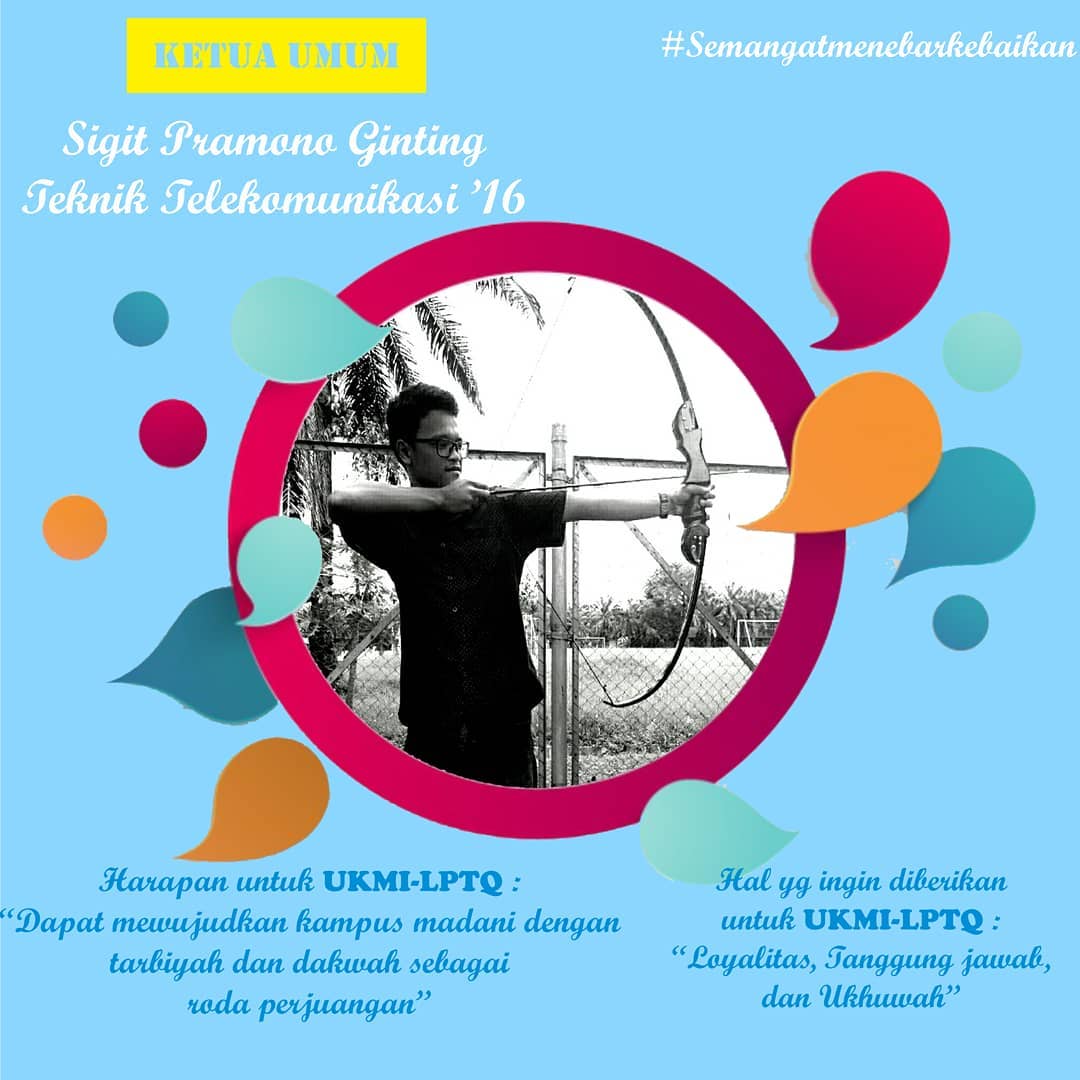 KETUA UMUM
#Semangatmenebarkebaikan
Sigit Pramono Ginting
Teknik Telekomunikasi '16
Harapan untuk UKMI-LPTQ :
"Dapat mewujudkan kampus madani dengan
tarbiyah dan dakwah sebagai
roda perjuangan"
Hal yg ingin diberikan
untuk UKMI-LPTQ :
"Loyalitas, Tanggung jawab,
dan Ukhuwah"